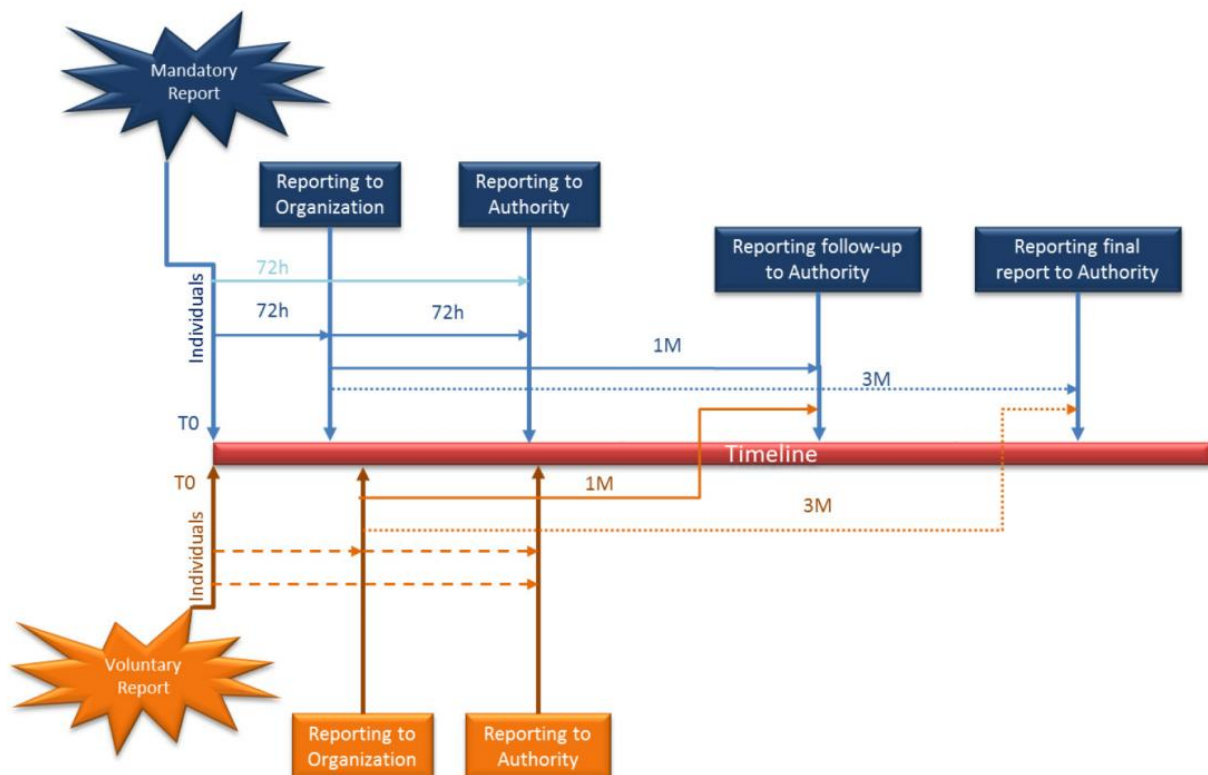 Mandatory
Report
Reporting to
Organization
Reporting to
Authority
Reporting follow-up
to Authority
Reporting final
report to Authority
72h
Individuals
72h
72h
1M
3M
T0
Timeline
T0
1M
3M
Individuals
Voluntary
Report
Reporting to
Organization
Reporting to
Authority